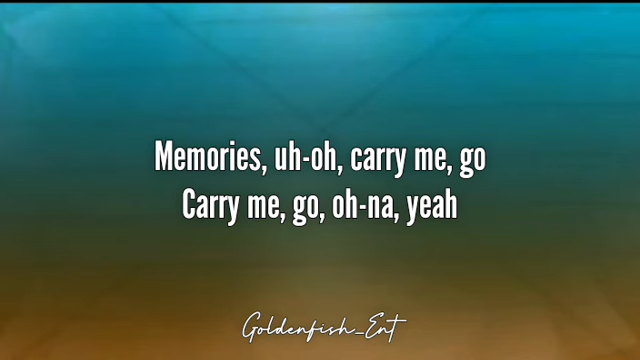 Memories, uh-oh, carry me, go
Carry me, go, oh-na, yeah
Goldenfish_Ent